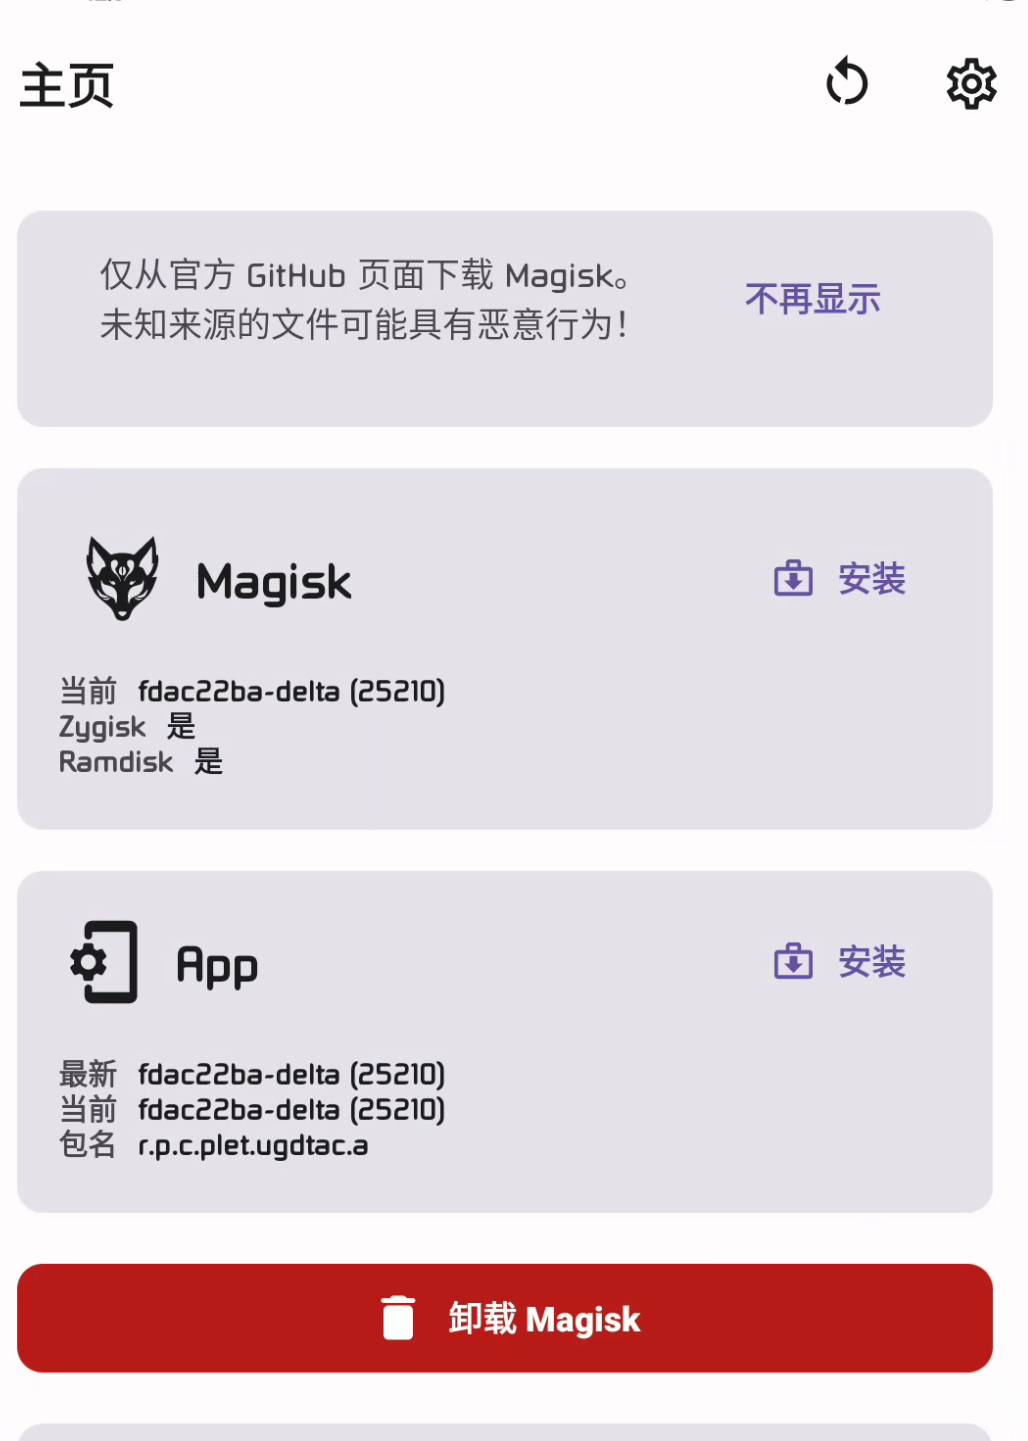 主页
仅从官方 GitHub 页面下载 Magisk。
未知来源的文件可能具有恶意行为！
不再显示
Magisk
安装
当前 fdac22ba-delta (25210)
Zygisk 是
Ramdisk 是
App
安装
最新 fdac22ba-delta (25210)
当前 fdac22ba-delta (25210)
包名 r.p.c.plet.ugdtac.a
卸载 Magisk